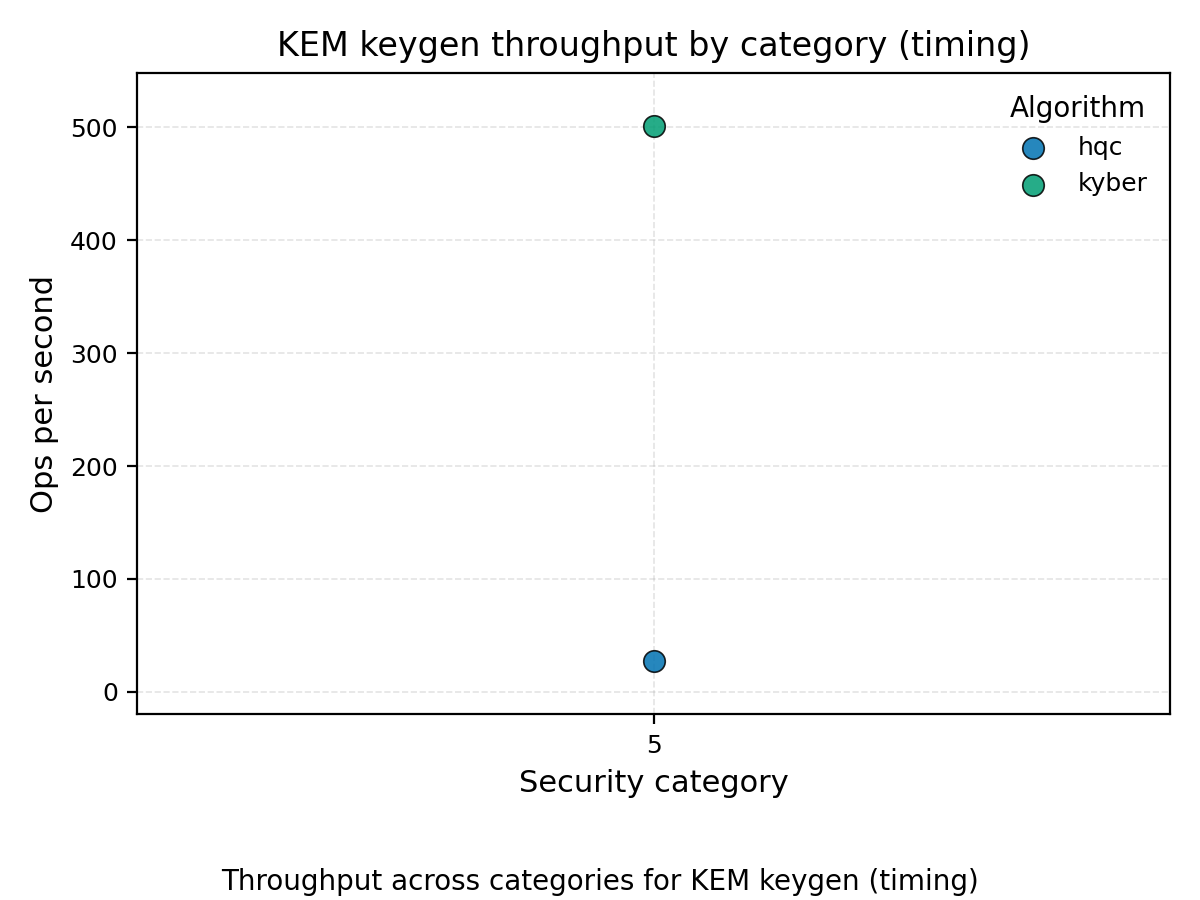 KEM keygen throughput by category (timing)
Algorithm
hqc
kyber
500
400
300
200
100
0
Ops per second
5
Security category
Throughput across categories for KEM keygen (timing)